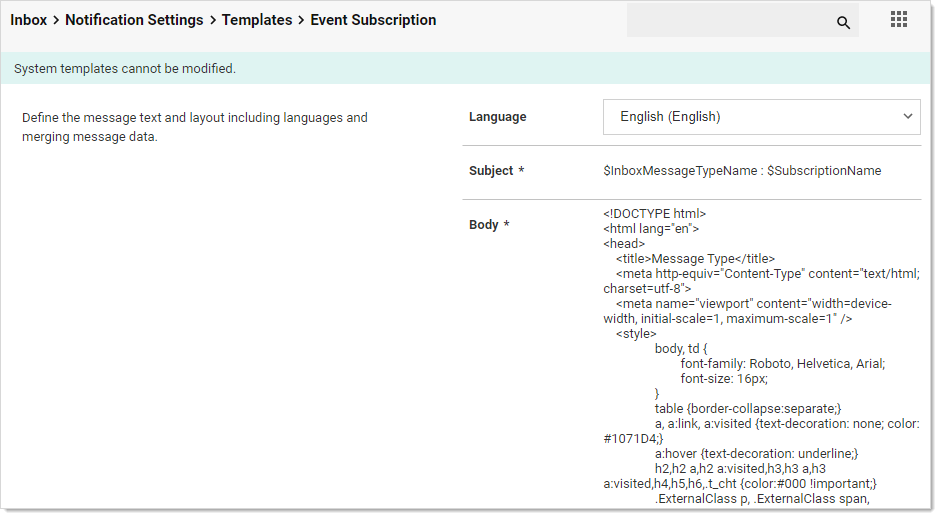 Inbox > Notification Settings > Templates > Event Subscription
System templates cannot be modified.
Define the message text and layout including languages and
merging message data.
Language
English (English)
Subject *
$InboxMessageTypeName : $SubscriptionName
Body *
<!DOCTYPE html>
<html lang="en">
<head>
<title>Message Type</title>
<meta http-equiv="Content-Type" content="text/html;
charset=utf-8">
<meta name="viewport" content="width=device-
width, initial-scale=1, maximum-scale=1" />
<style>
body, td {
font-family: Roboto, Helvetica, Arial;
font-size: 16px;
}
table {border-collapse:separate;}
a, a:link, a:visited {text-decoration: none; color:
#1071D4;}
a:hover {text-decoration: underline;}
h2,h2 a,h2 a:visited,h3,h3 a,h3
a:visited,h4,h5,h6,.t_cht {color:#000 !important;}
.ExternalClass p, .ExternalClass span,